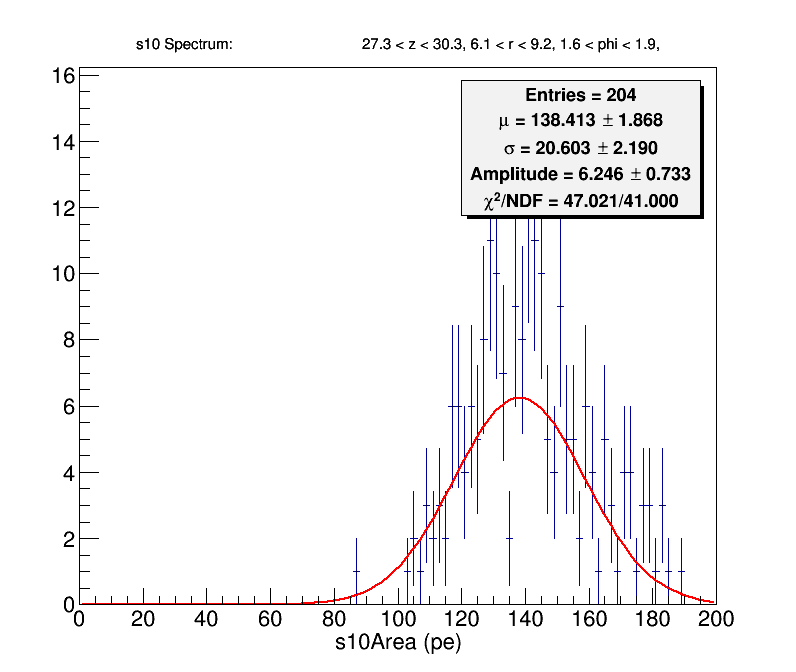 s10 Spectrum: 27.3 < z < 30.3, 6.1 < r < 9.2, 1.6 < phi < 1.9,
Entries = 204
μ = 138.413 ± 1.868
σ = 20.603 ± 2.190
Amplitude = 6.246 ± 0.733
χ²/NDF = 47.021/41.000
16
14
12
10
8
6
4
2
0
0 20 40 60 80 100 120 140 160 180 200
s10Area (pe)